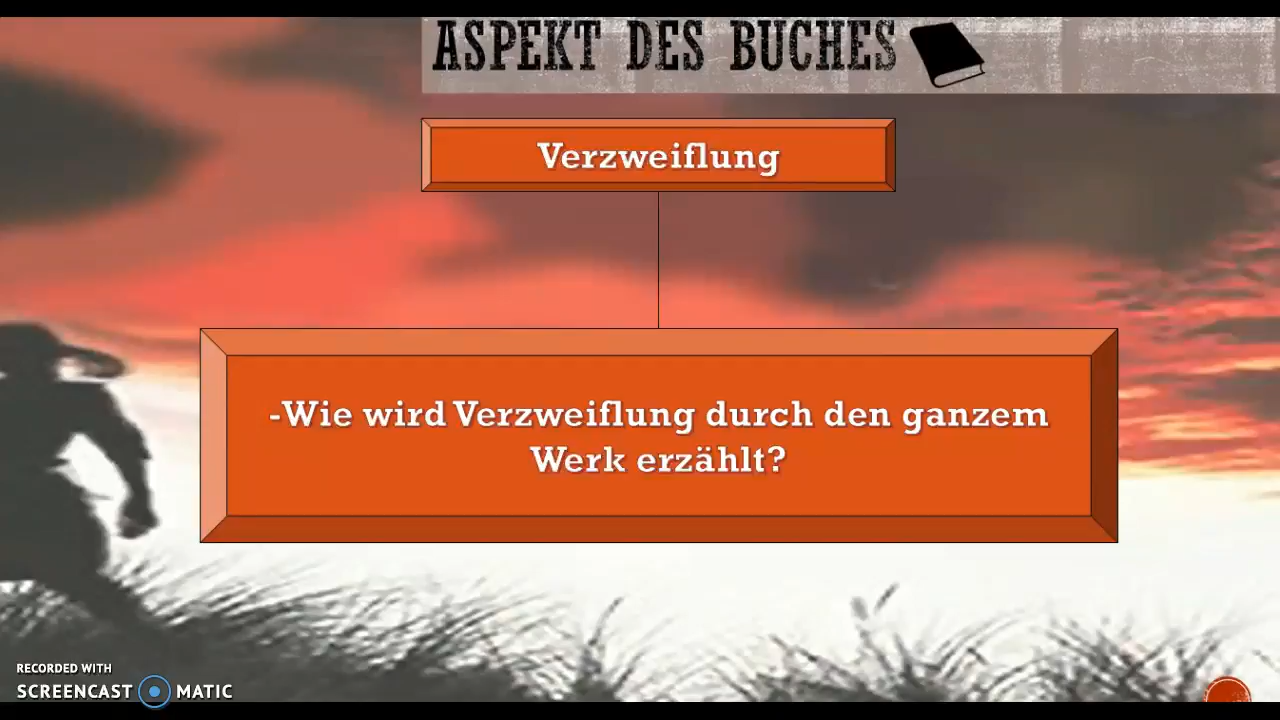 ASPEKT DES BUCHES
Verzweiflung
-Wie wird Verzweiflung durch den ganzem
Werk erzählt?
RECORDED WITH
SCREENCAST MATIC